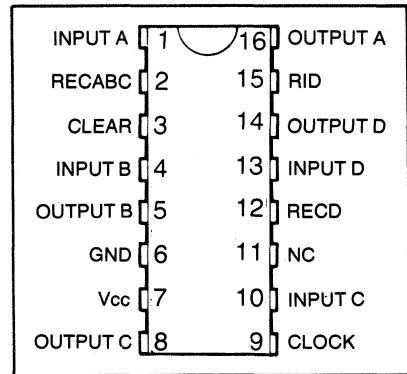 INPUT A 1 16 OUTPUT A
RECABC 2 15 RID
CLEAR 3 14 OUTPUT D
INPUT B 4 13 INPUT D
OUTPUT B 5 12 RECD
GND 6 11 NC
Vcc 7 10 INPUT C
OUTPUT C 8 9 CLOCK